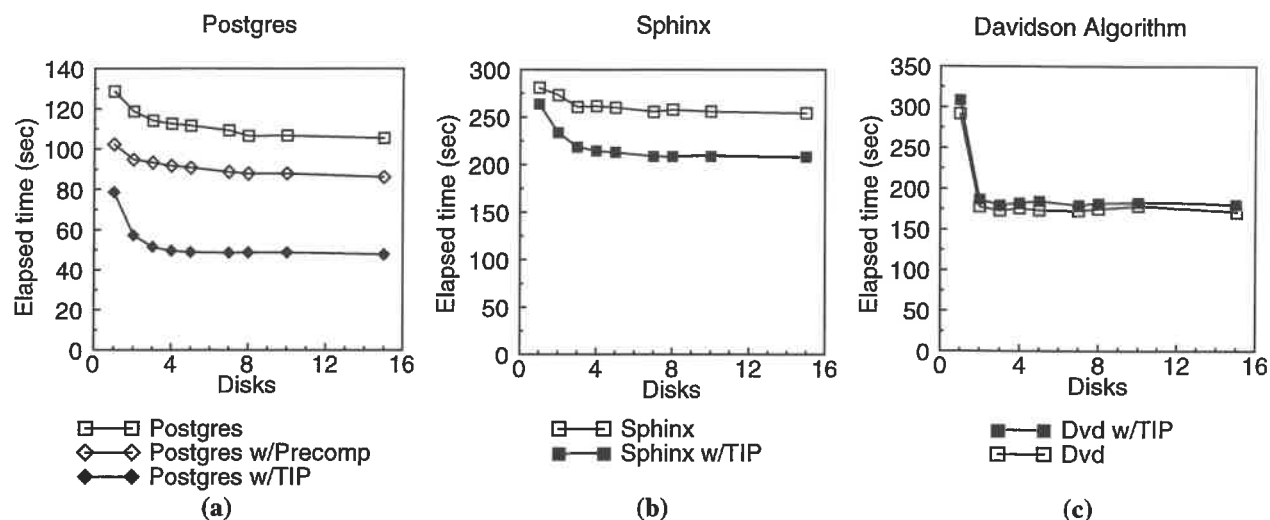 Postgres
Elapsed time (sec)
140
120
100
80
60
40
20
0
0 4 8 12 16
Disks
Postgres
Postgres w/Precomp
Postgres w/TIP
(a)
Sphinx
Elapsed time (sec)
300
250
200
150
100
50
0
0 4 8 12 16
Disks
Sphinx
Sphinx w/TIP
(b)
Davidson Algorithm
Elapsed time (sec)
350
300
250
200
150
100
50
0
0 4 8 12 16
Disks
Dvd w/TIP
Dvd
(c)